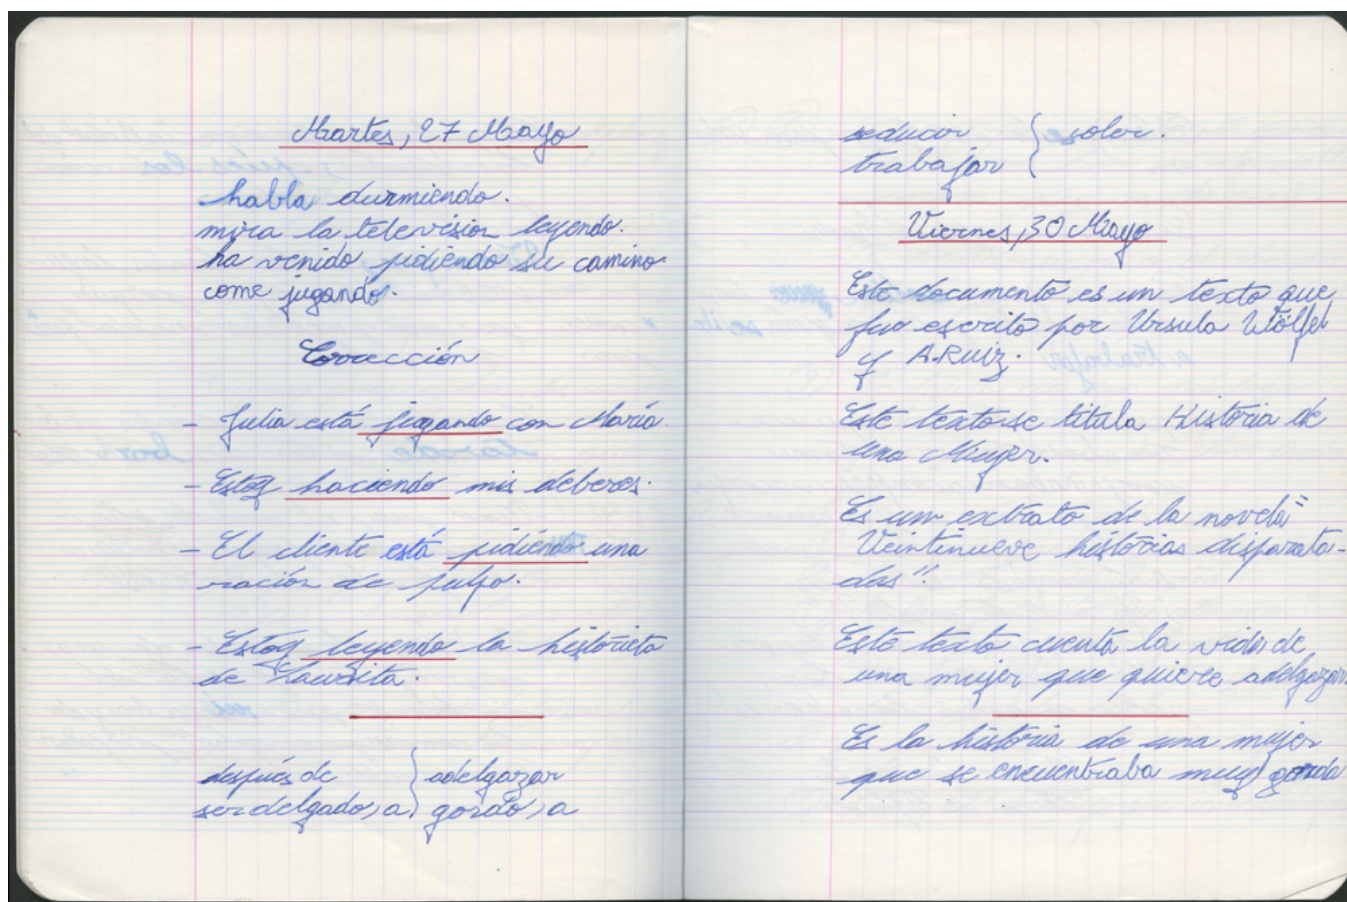 Martes, 27 Mayo
habla durmiendo.
mira la televisión leyendo.
ha venido pidiendo su camino.
come jugando.
Corrección
- Julia está jugando con María.
- Estoy haciendo mis deberes.
- El cliente está pidiendo una
ración de pulpo.
- Estoy leyendo la historieta
de Laurita.
después de } adelgazar
ser delgado, a } gordo, a
seducir { soler.
trabajar {
Viernes, 30 Mayo
Este documento es un texto que
fue escrito por Ursula Wölfel
y A.Ruiz.
Este texto se titula Historia de
una Mujer.
Es un extrato de la novela "
Veintinueve historias disparata-
das".
Este texto cuenta la vida de
una mujer que quiere adelgazar.
Es la historia de una mujer
que se encuentraba muy gorda